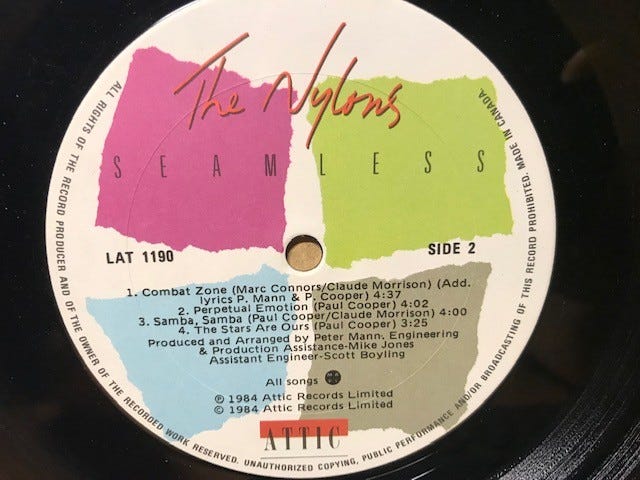 The Nylons
SEAMLESS
LAT 1190
SIDE 2
1. Combat Zone (Marc Connors/Claude Morrison) (Add.
lyrics P. Mann & P. Cooper) 4:37
2. Perpetual Emotion (Paul Cooper) 4:02
3. Samba, Samba (Paul Cooper/Claude Morrison) 4:00
4. The Stars Are Ours (Paul Cooper) 3:25
Produced and Arranged by Peter Mann. Engineering
& Production Assistance-Mike Jones
Assistant Engineer-Scott Boyling
All songs
℗ 1984 Attic Records Limited
© 1984 Attic Records Limited
ATTIC
ALL RIGHTS OF THE RECORD PRODUCER AND OF THE OWNER OF THE RECORDED WORK RESERVED. UNAUTHORIZED COPYING, PUBLIC PERFORMANCE AND/OR BROADCASTING OF THIS RECORD PROHIBITED. MADE IN CANADA.